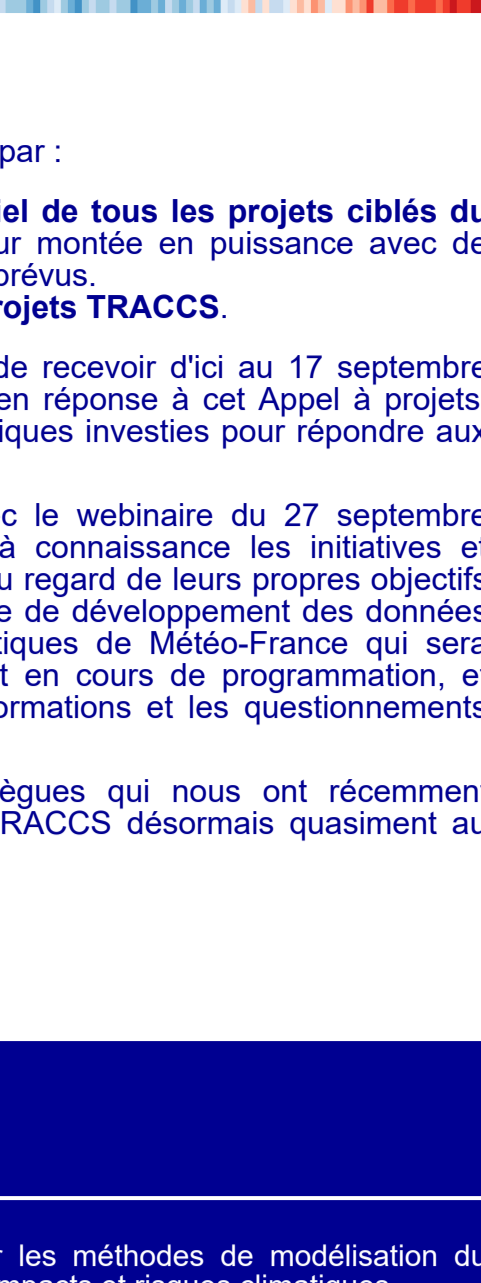 par :
iel de tous les projets ciblés du
ur montée en puissance avec de
prévus.
rojets TRACCS.
de recevoir d'ici au 17 septembre
en réponse à cet Appel à projets
iques investies pour répondre aux
c le webinaire du 27 septembre
à connaissance les initiatives et
u regard de leurs propres objectifs
e de développement des données
tiques de Météo-France qui sera
t en cours de programmation, et
ormations et les questionnements
ègues qui nous ont récemment
RACCS désormais quasiment au
r les méthodes de modélisation du
mpacts et risques climatiques